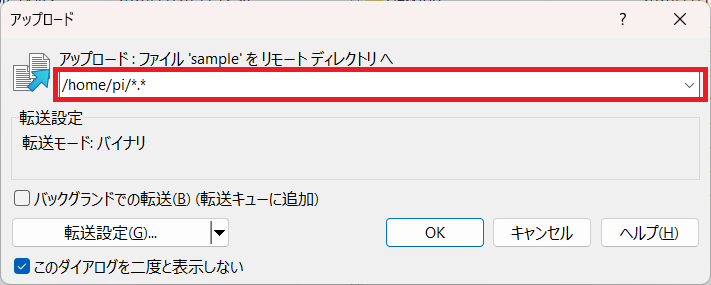 アップロード
アップロード : ファイル 'sample' を リモート ディレクトリ へ
/home/pi/*.*
転送設定
転送モード: バイナリ
バックグランドでの転送(B) (転送キューに追加)
転送設定(G)...
OK
キャンセル
ヘルプ(H)
このダイアログを二度と表示しない